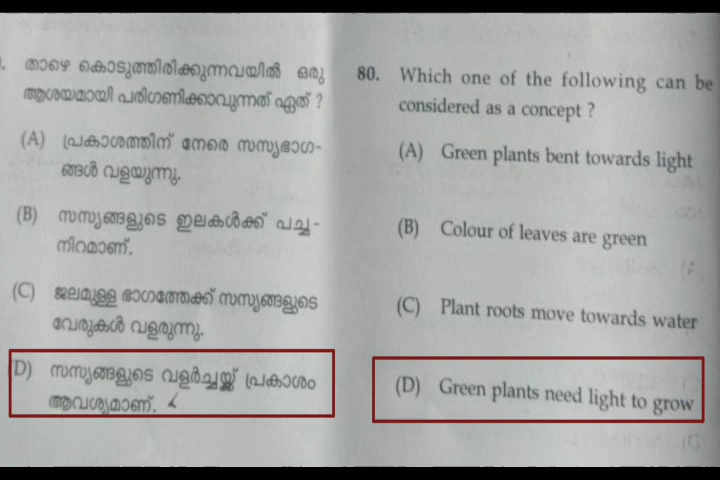 . താഴെ കൊടുത്തിരിക്കുന്നവയിൽ ഒരു
ആശയമായി പരിഗണിക്കാവുന്നത് ഏത് ?
(A) പ്രകാശത്തിന് നേരെ സസ്യഭാഗ-
ങ്ങൾ വളയുന്നു.
(B) സസ്യങ്ങളുടെ ഇലകൾക്ക് പച്ച-
നിറമാണ്.
(C) ജലമുള്ള ഭാഗത്തേക്ക് സസ്യങ്ങളുടെ
വേരുകൾ വളരുന്നു.
(D) സസ്യങ്ങളുടെ വളർച്ചയ്ക്ക് പ്രകാശം
ആവശ്യമാണ്.
80. Which one of the following can be
considered as a concept ?
(A) Green plants bent towards light
(B) Colour of leaves are green
(C) Plant roots move towards water
(D) Green plants need light to grow